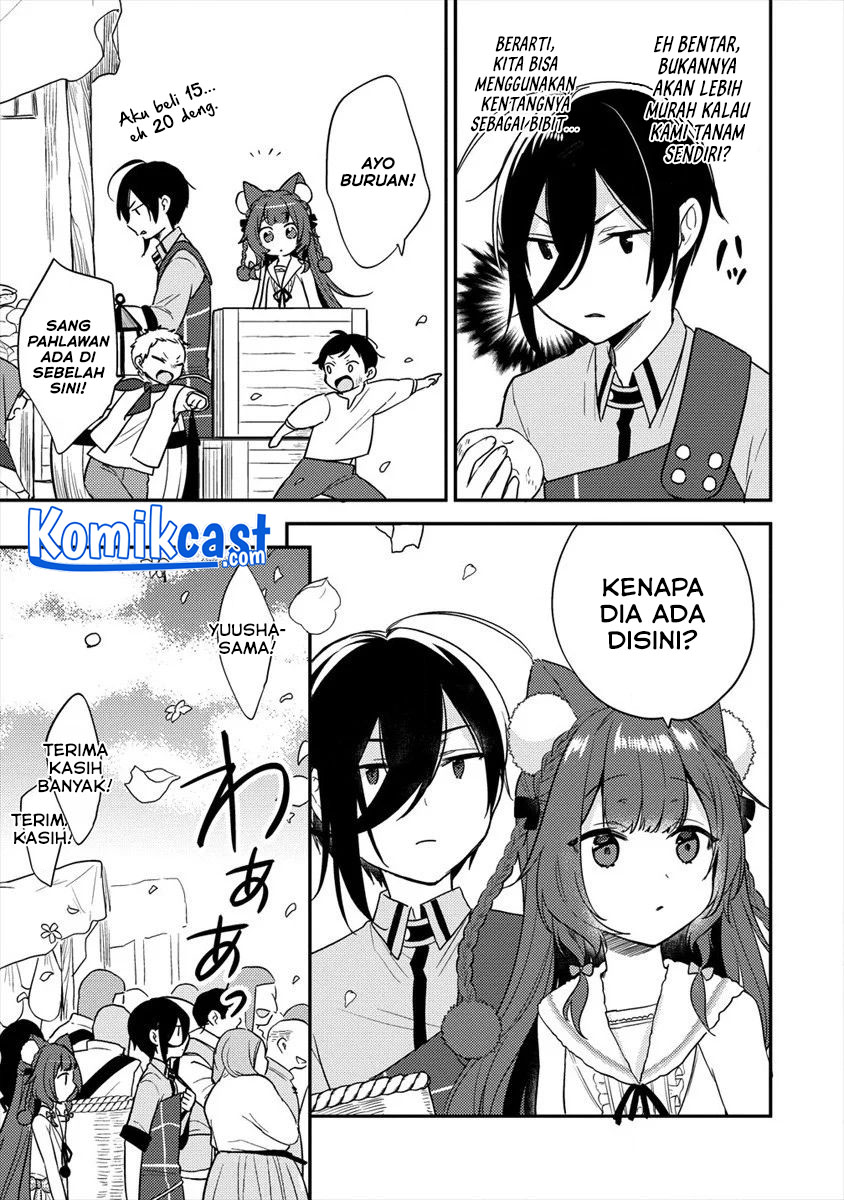 EH BENTAR,
BUKANNYA
AKAN LEBIH
MURAH KALAU
KAMI TANAM
SENDIRI?
BERARTI,
KITA BISA
MENGGUNAKAN
KENTANGNYA
SEBAGAI BIBIT...
AYO
BURUAN!
Aku beli 15...
eh 20 deng.
SANG
PAHLAWAN
ADA DI
SEBELAH
SINI!
Komikcast
.com
KENAPA
DIA ADA
DISINI?
YUUSHA-
SAMA!
TERIMA
KASIH
BANYAK!
TERIMA
KASIH!
わぁぁぁっ